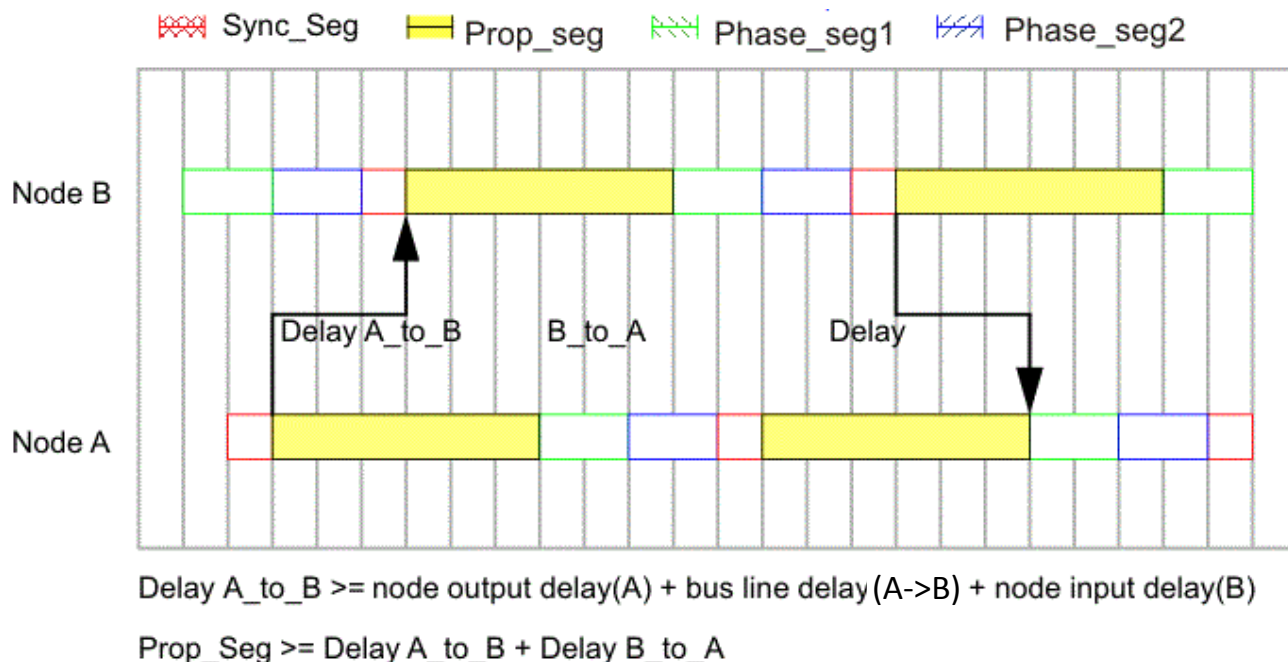 Sync_Seg Prop_seg Phase_seg1 Phase_seg2
Node B
Delay A_to_B B_to_A Delay
Node A
Delay A_to_B >= node output delay(A) + bus line delay (A->B) + node input delay(B)
Prop_Seg >= Delay A_to_B + Delay B_to_A